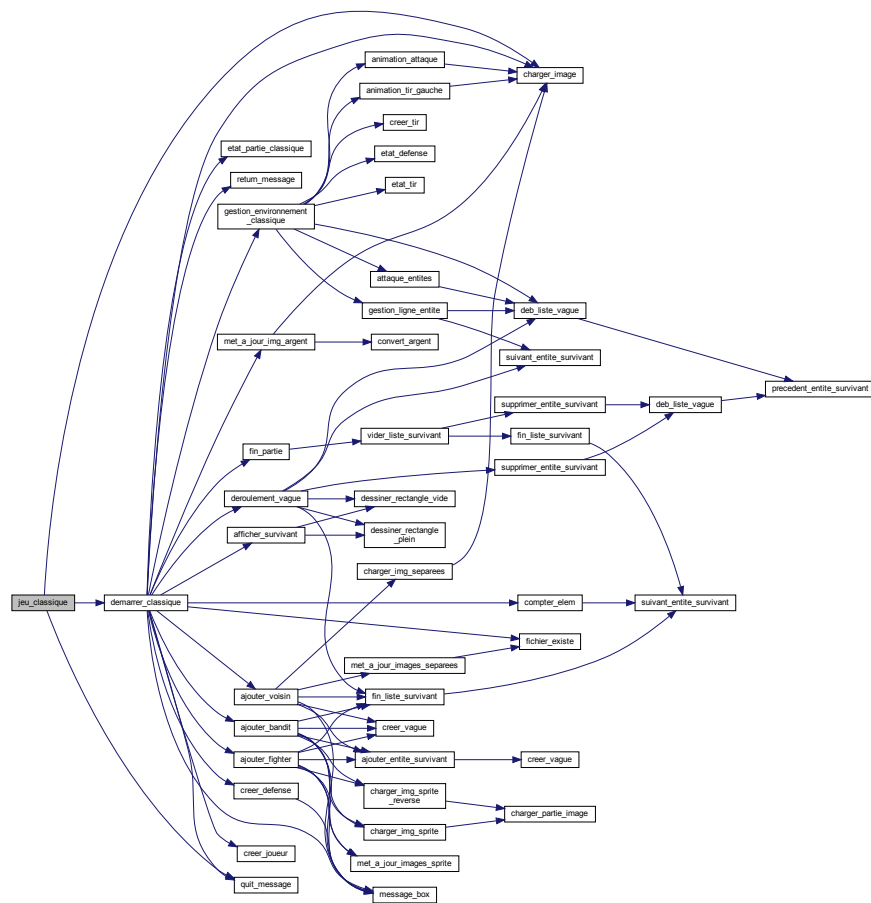 animation_attaque
charger_image
animation_tir_gauche
creer_tir
etat_partie_classique
etat_defense
return_message
etat_tir
gestion_environnement
_classique
attaque_entites
gestion_ligne_entite
deb_liste_vague
met_a_jour_img_argent
convert_argent
suivant_entite_survivant
precedent_entite_survivant
supprimer_entite_survivant
deb_liste_vague
vider_liste_survivant
fin_liste_survivant
fin_partie
supprimer_entite_survivant
deroulement_vague
dessiner_rectangle_vide
afficher_survivant
dessiner_rectangle
_plein
charger_img_separees
jeu_classique
demarrer_classique
compter_elem
suivant_entite_survivant
fichier_existe
met_a_jour_images_separees
ajouter_voisin
fin_liste_survivant
ajouter_bandit
creer_vague
ajouter_fighter
ajouter_entite_survivant
creer_vague
creer_defense
charger_img_sprite
_reverse
charger_partie_image
charger_img_sprite
creer_joueur
met_a_jour_images_sprite
quit_message
message_box